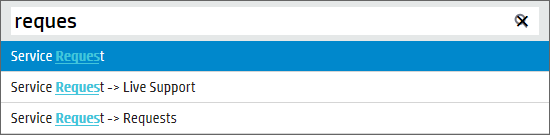 reques
Service Request
Service Request -> Live Support
Service Request -> Requests